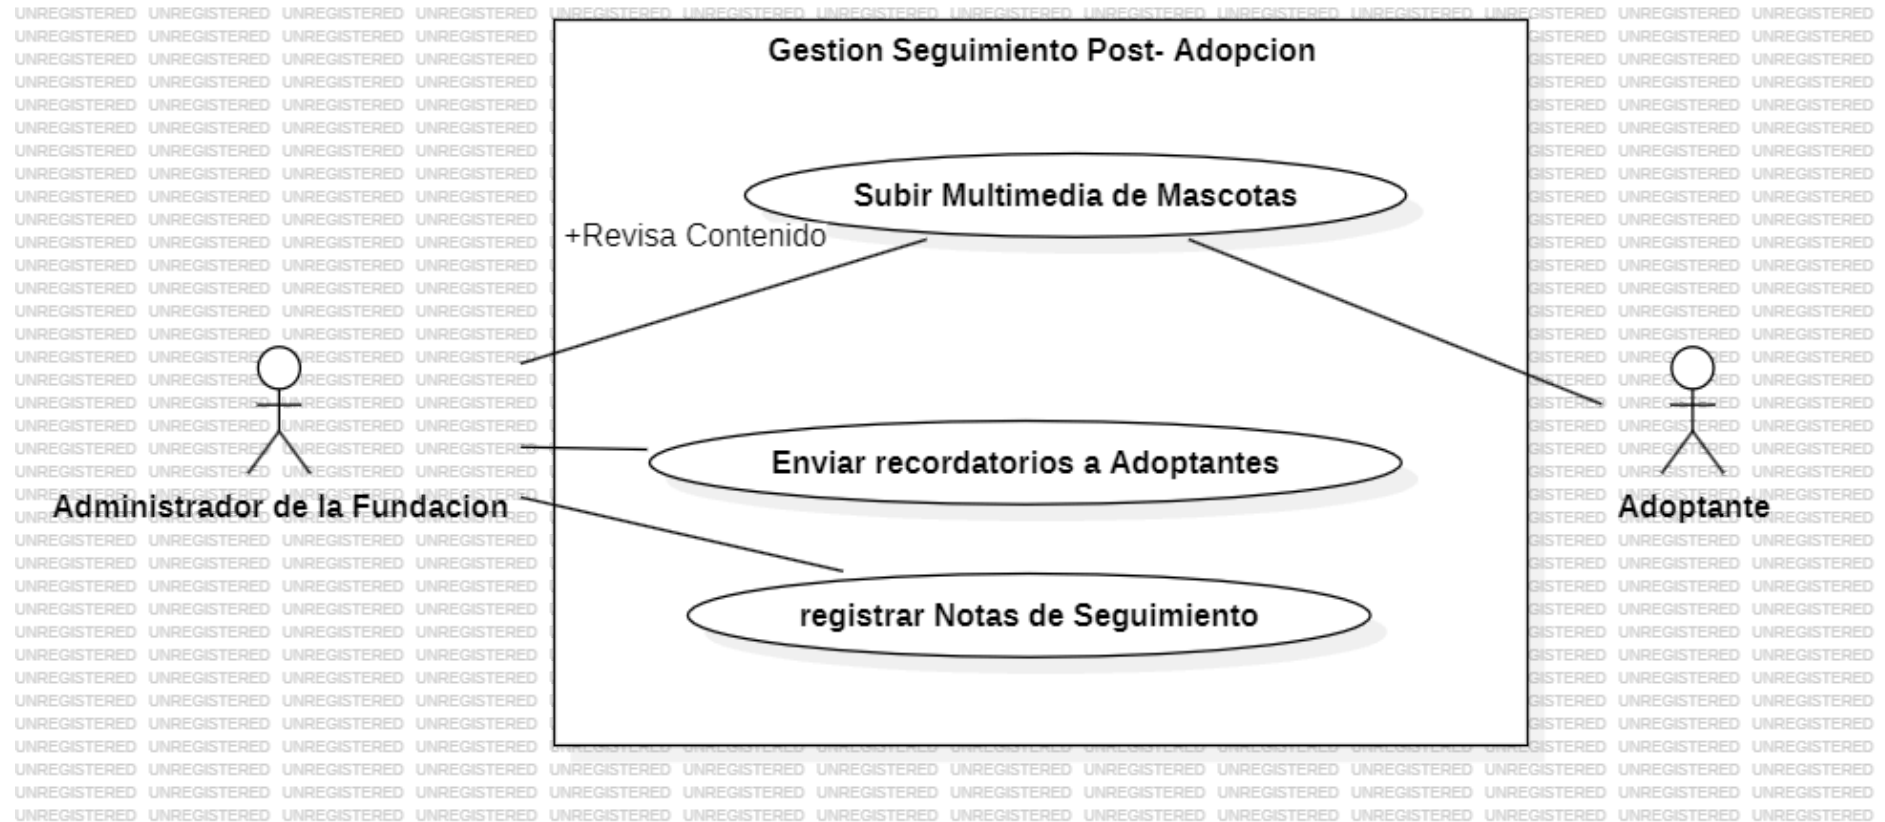 Gestion Seguimiento Post- Adopcion
Subir Multimedia de Mascotas
+Revisa Contenido
Enviar recordatorios a Adoptantes
Administrador de la Fundacion
Adoptante
registrar Notas de Seguimiento
UNREGISTERED